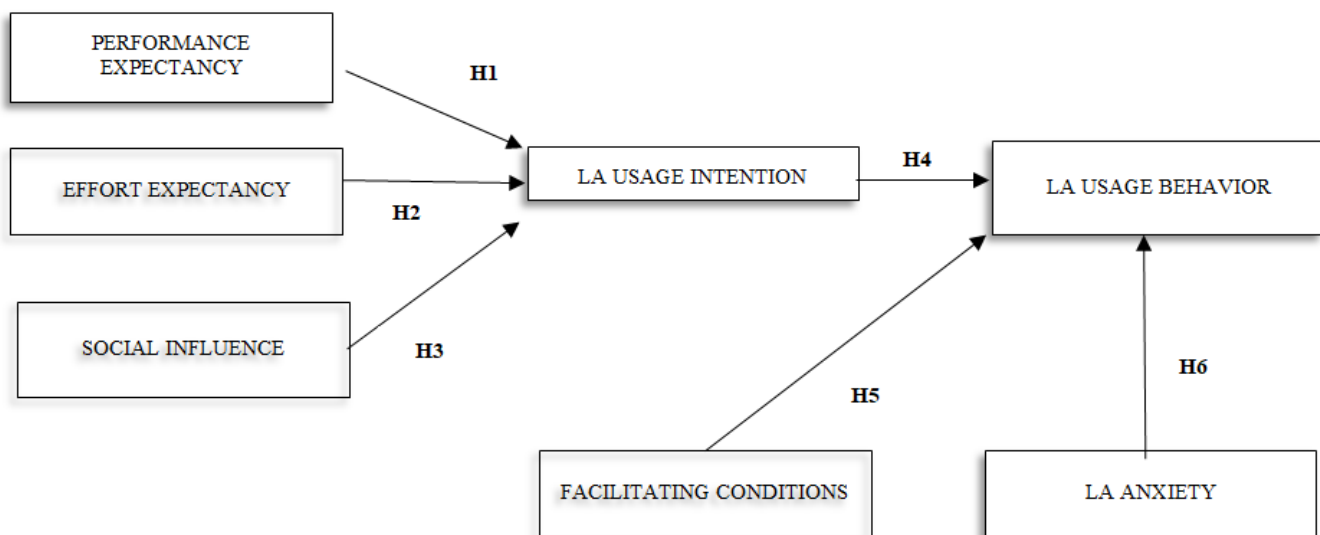 PERFORMANCE
EXPECTANCY
H1
EFFORT EXPECTANCY
H2
LA USAGE INTENTION
H4
LA USAGE BEHAVIOR
SOCIAL INFLUENCE
H3
H5
H6
FACILITATING CONDITIONS
LA ANXIETY